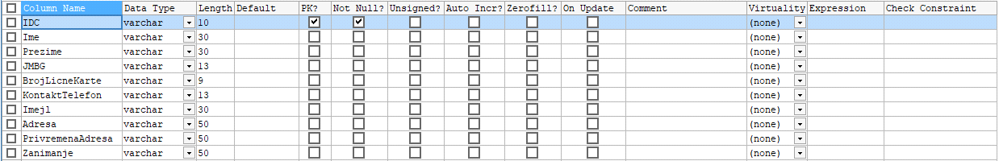 Column Name Data Type Length Default PK? Not Null? Unsigned? Auto Incr? Zerofill? On Update Comment Virtuality Expression Check Constraint
IDC varchar 10 (none)
Ime varchar 30 (none)
Prezime varchar 30 (none)
JMBG varchar 13 (none)
BrojLicneKarte varchar 9 (none)
KontaktTelefon varchar 13 (none)
Imejl varchar 30 (none)
Adresa varchar 50 (none)
PrivremenaAdresa varchar 50 (none)
Zanimanje varchar 50 (none)